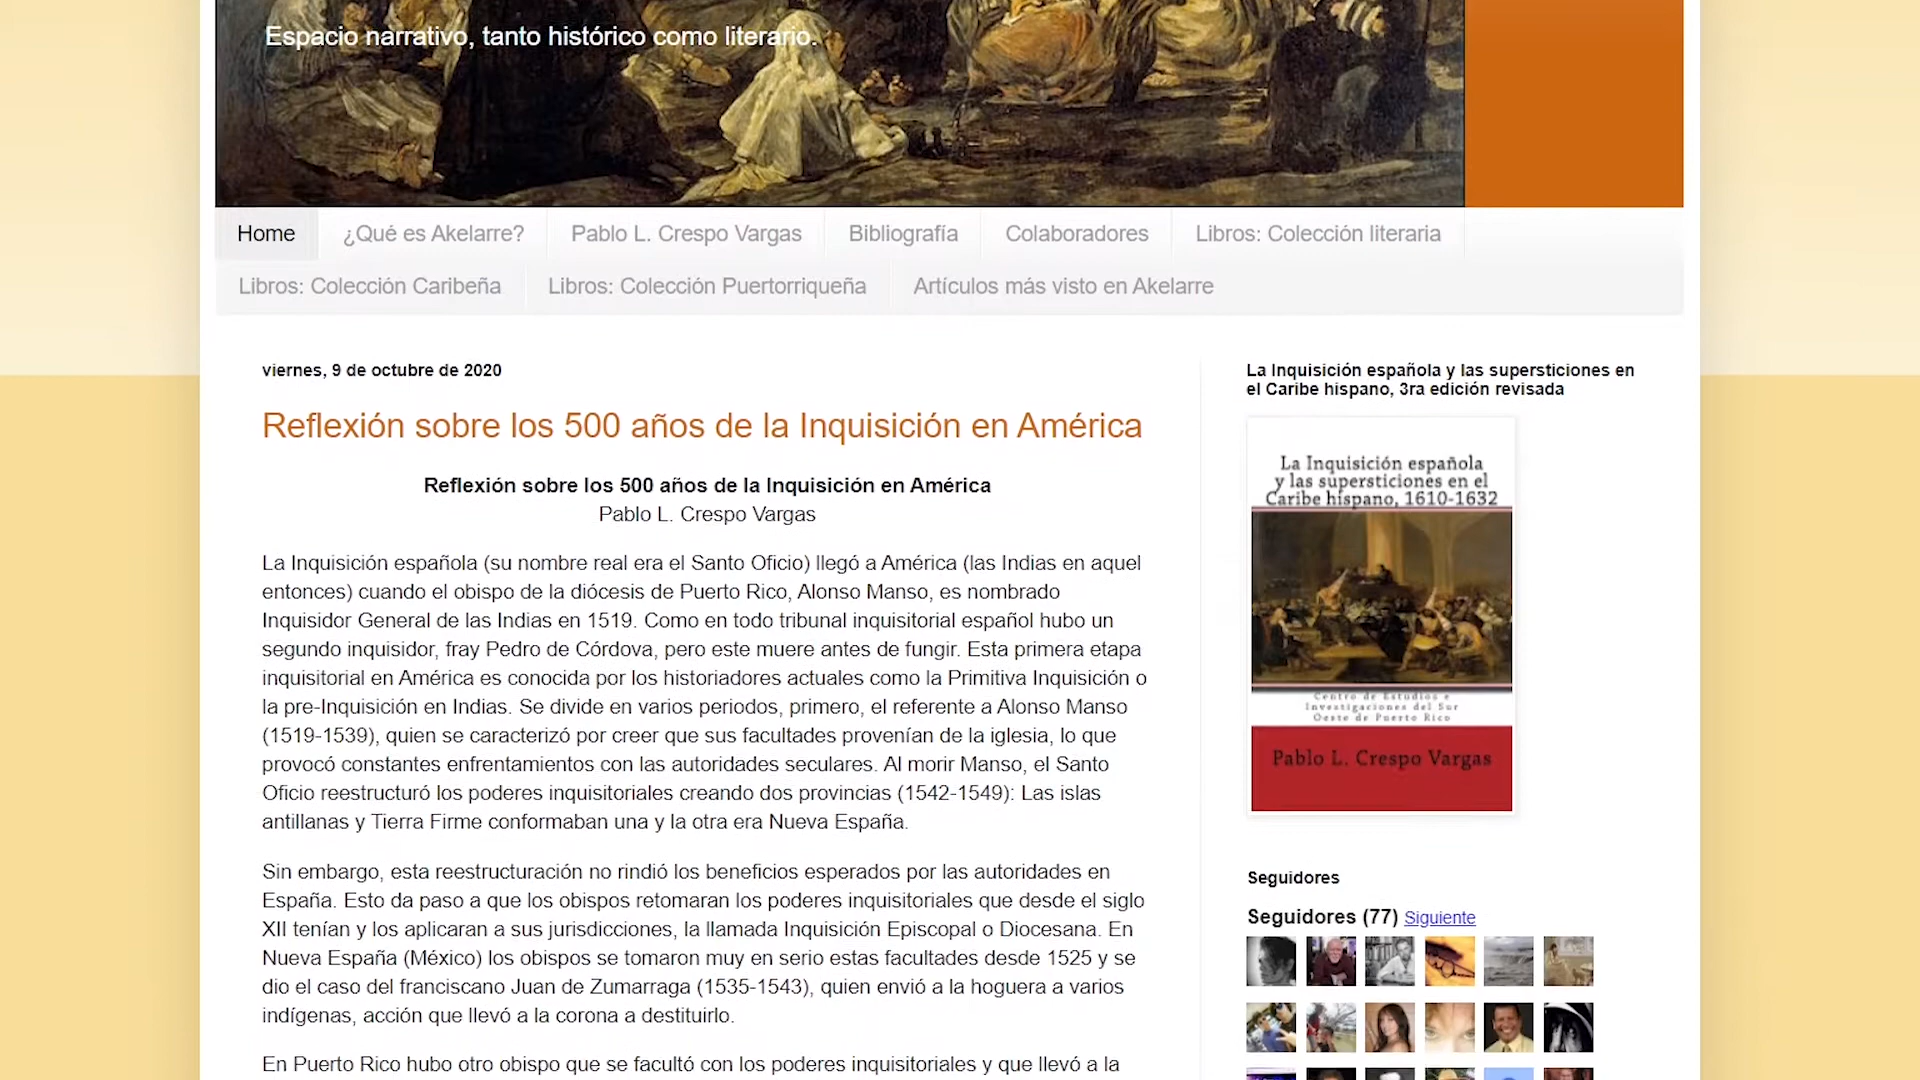 Espacio narrativo, tanto histórico como literario.
Home
¿Qué es Akelarre?
Pablo L. Crespo Vargas
Bibliografía
Colaboradores
Libros: Colección literaria
Libros: Colección Caribeña
Libros: Colección Puertorriqueña
Artículos más visto en Akelarre
viernes, 9 de octubre de 2020
Reflexión sobre los 500 años de la Inquisición en América
Reflexión sobre los 500 años de la Inquisición en América
Pablo L. Crespo Vargas
La Inquisición española (su nombre real era el Santo Oficio) llegó a América (las Indias en aquel
entonces) cuando el obispo de la diócesis de Puerto Rico, Alonso Manso, es nombrado
Inquisidor General de las Indias en 1519. Como en todo tribunal inquisitorial español hubo un
segundo inquisidor, fray Pedro de Córdova, pero este muere antes de fungir. Esta primera etapa
inquisitorial en América es conocida por los historiadores actuales como la Primitiva Inquisición o
la pre-Inquisición en Indias. Se divide en varios periodos, primero, el referente a Alonso Manso
(1519-1539), quien se caracterizó por creer que sus facultades provenían de la iglesia, lo que
provocó constantes enfrentamientos con las autoridades seculares. Al morir Manso, el Santo
Oficio reestructuró los poderes inquisitoriales creando dos provincias (1542-1549): Las islas
antillanas y Tierra Firme conformaban una y la otra era Nueva España.
Sin embargo, esta reestructuración no rindió los beneficios esperados por las autoridades en
España. Esto da paso a que los obispos retomaran los poderes inquisitoriales que desde el siglo
XII tenían y los aplicaran a sus jurisdicciones, la llamada Inquisición Episcopal o Diocesana. En
Nueva España (México) los obispos se tomaron muy en serio estas facultades desde 1525 y se
dio el caso del franciscano Juan de Zumarraga (1535-1543), quien envió a la hoguera a varios
indígenas, acción que llevó a la corona a destituirlo.
En Puerto Rico hubo otro obispo que se facultó con los poderes inquisitoriales y que llevó a la
La Inquisición española y las supersticiones en
el Caribe hispano, 3ra edición revisada
La Inquisición española
y las supersticiones en el
Caribe hispano, 1610-1632
Centro de Estudios e
Investigaciones del Sur
Oeste de Puerto Rico
Pablo L. Crespo Vargas
Seguidores
Seguidores (77) Siguiente